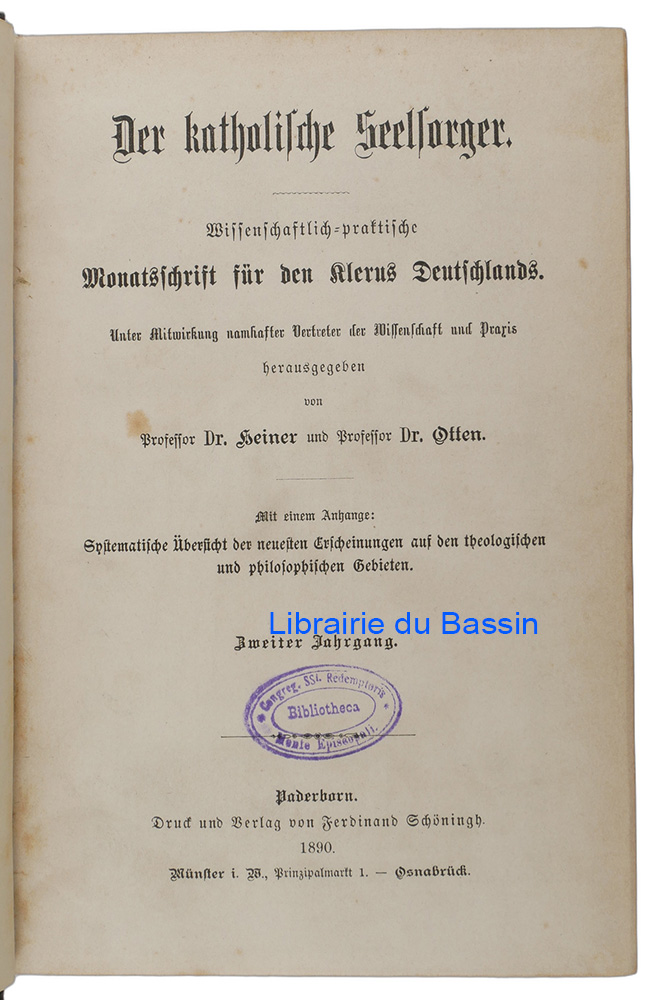 Der katholische Seelsorger.
Wissenschaftlich-praktische
Monatsschrift für den Klerus Deutschlands.
Unter Mitwirkung namhafter Vertreter der Wissenschaft und Praxis
herausgegeben
von
Professor Dr. Heiner und Professor Dr. Otten.
Mit einem Anhange:
Systematische Übersicht der neuesten Erscheinungen auf den theologischen
und philosophischen Gebieten.
Librairie du Bassin
Zweiter Jahrgang.
Congreg. SSi. Redemptoris
Bibliotheca
Monte Episcopali.
Paderborn.
Druck und Verlag von Ferdinand Schöningh.
1890.
Münster i. W., Prinzipalmarkt 1. — Osnabrück.